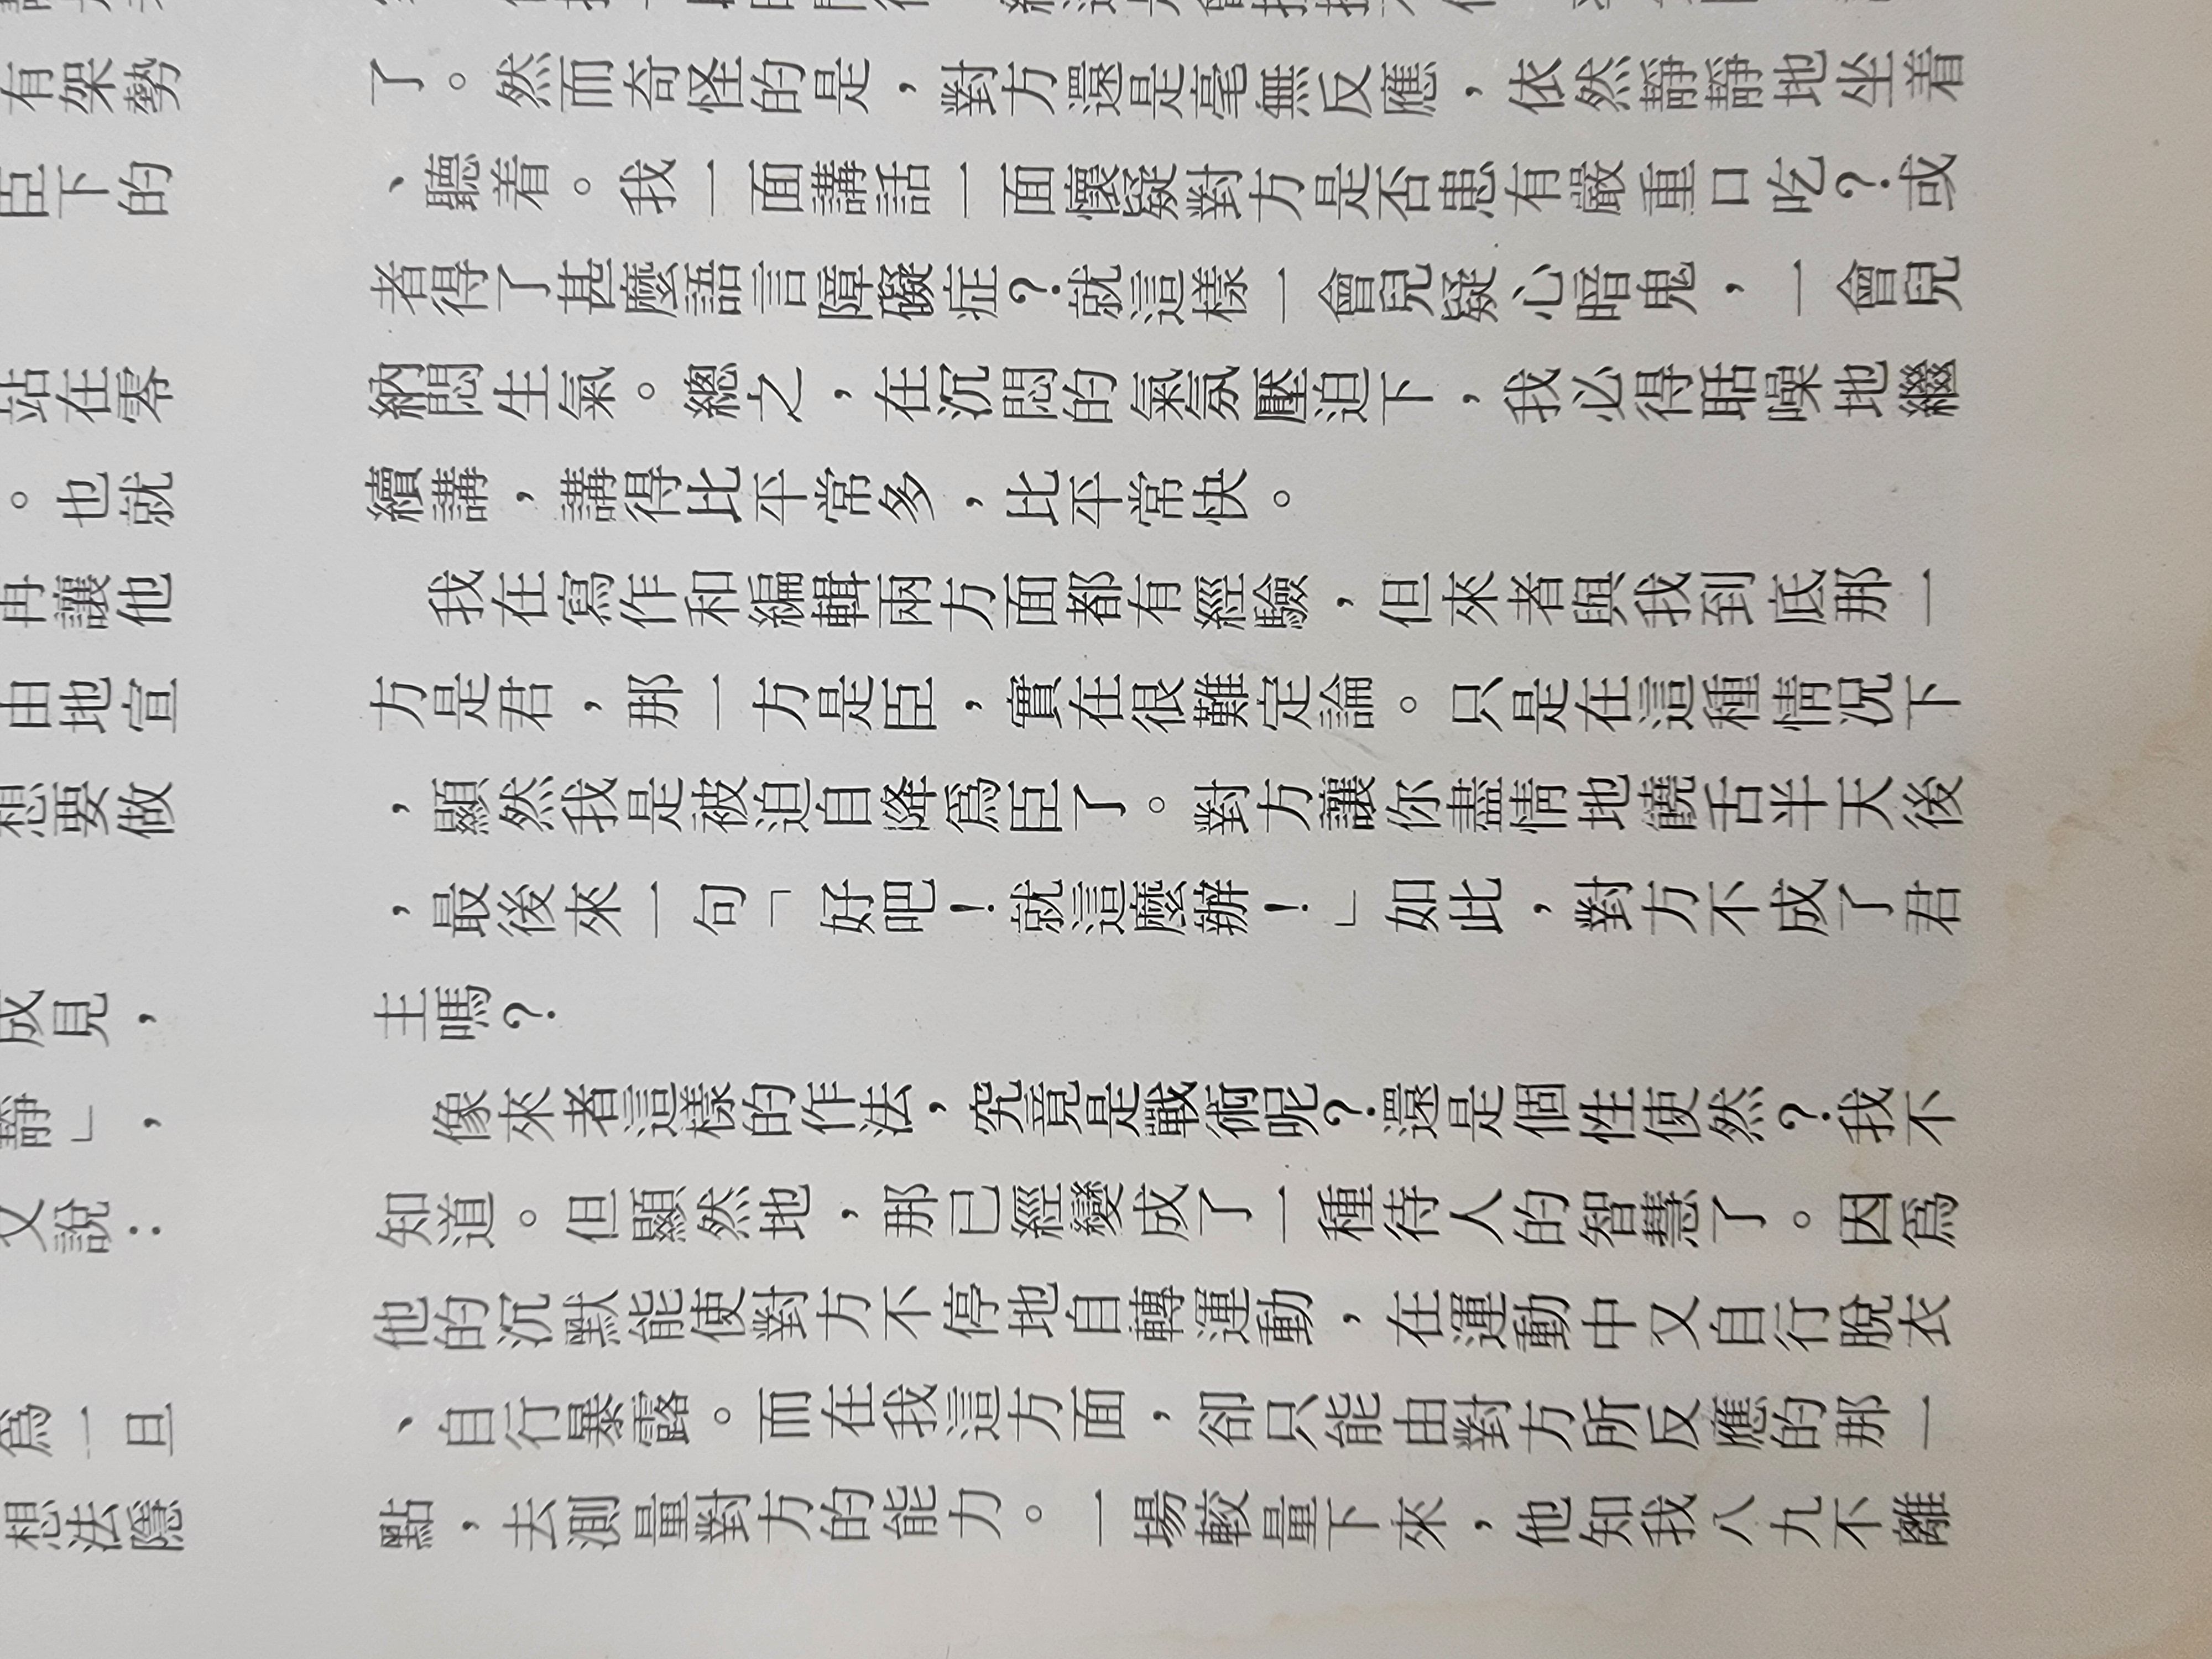 有架勢
臣下的
站在零
。也就
再讓他
由地宣
想要做
成見，
靜」，
又說：
爲一旦
想法隱
了。然而奇怪的是，對方還是毫無反應，依然靜靜地坐着
、聽着。我一面講話一面懷疑對方是否患有嚴重口吃？或
者得了甚麼語言障礙症？就這樣一會兒疑心暗鬼，一會兒
納悶生氣。總之，在沉悶的氣氛壓迫下，我必得聒噪地繼
續講，講得比平常多，比平常快。
我在寫作和編輯兩方面都有經驗，但來者與我到底那一
方是君，那一方是臣，實在很難定論。只是在這種情況下
，顯然我是被迫自降爲臣了。對方讓你盡情地饒舌半天後
，最後來一句「好吧！就這麼辦！」如此，對方不成了君
主嗎？
像來者這樣的作法，究竟是戰術呢？還是個性使然？我不
知道。但顯然地，那已經變成了一種待人的智慧了。因爲
他的沉默能使對方不停地自轉運動，在運動中又自行脫衣
、自行暴露。而在我這方面，卻只能由對方所反應的那一
點，去測量對方的能力。一場較量下來，他知我八九不離